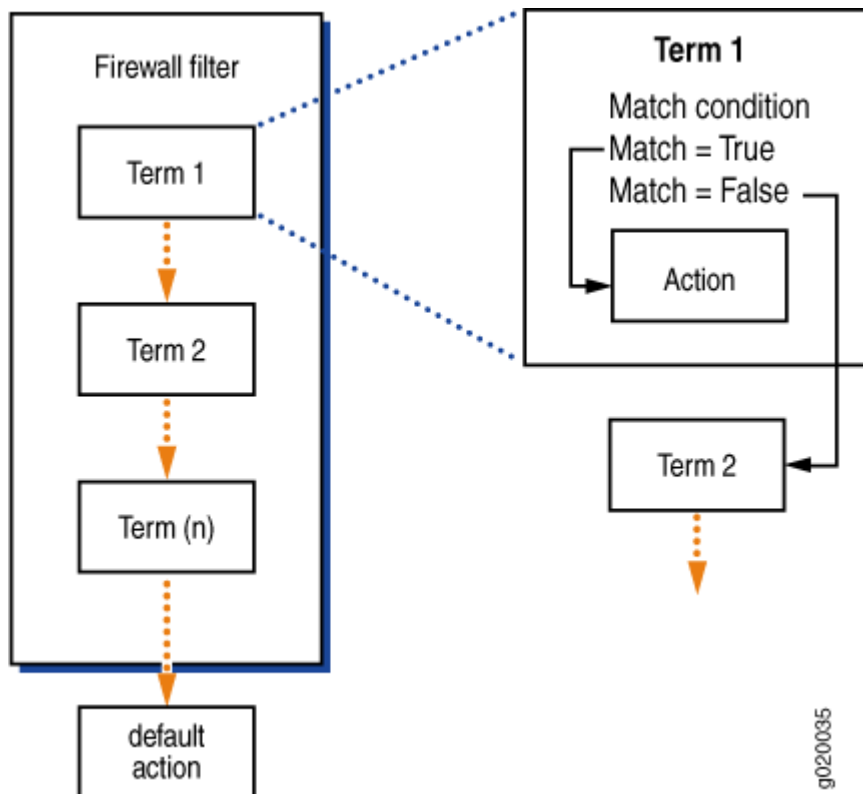 Firewall filter
Term 1
Term 2
Term (n)
default
action
Term 1
Match condition
Match = True
Match = False
Action
Term 2
g020035